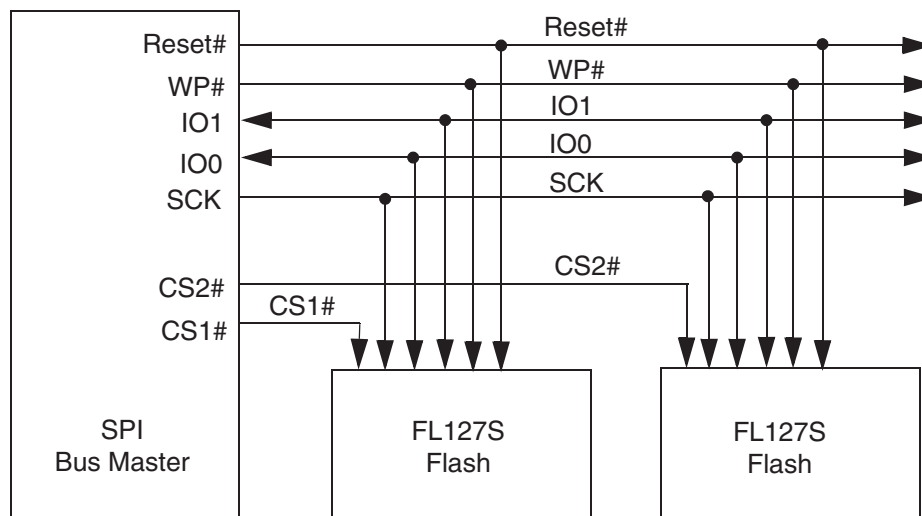 Reset#
Reset#
WP#
WP#
IO1
IO1
IO0
IO0
SCK
SCK
CS2#
CS2#
CS1#
CS1#
SPI
Bus Master
FL127S
Flash
FL127S
Flash